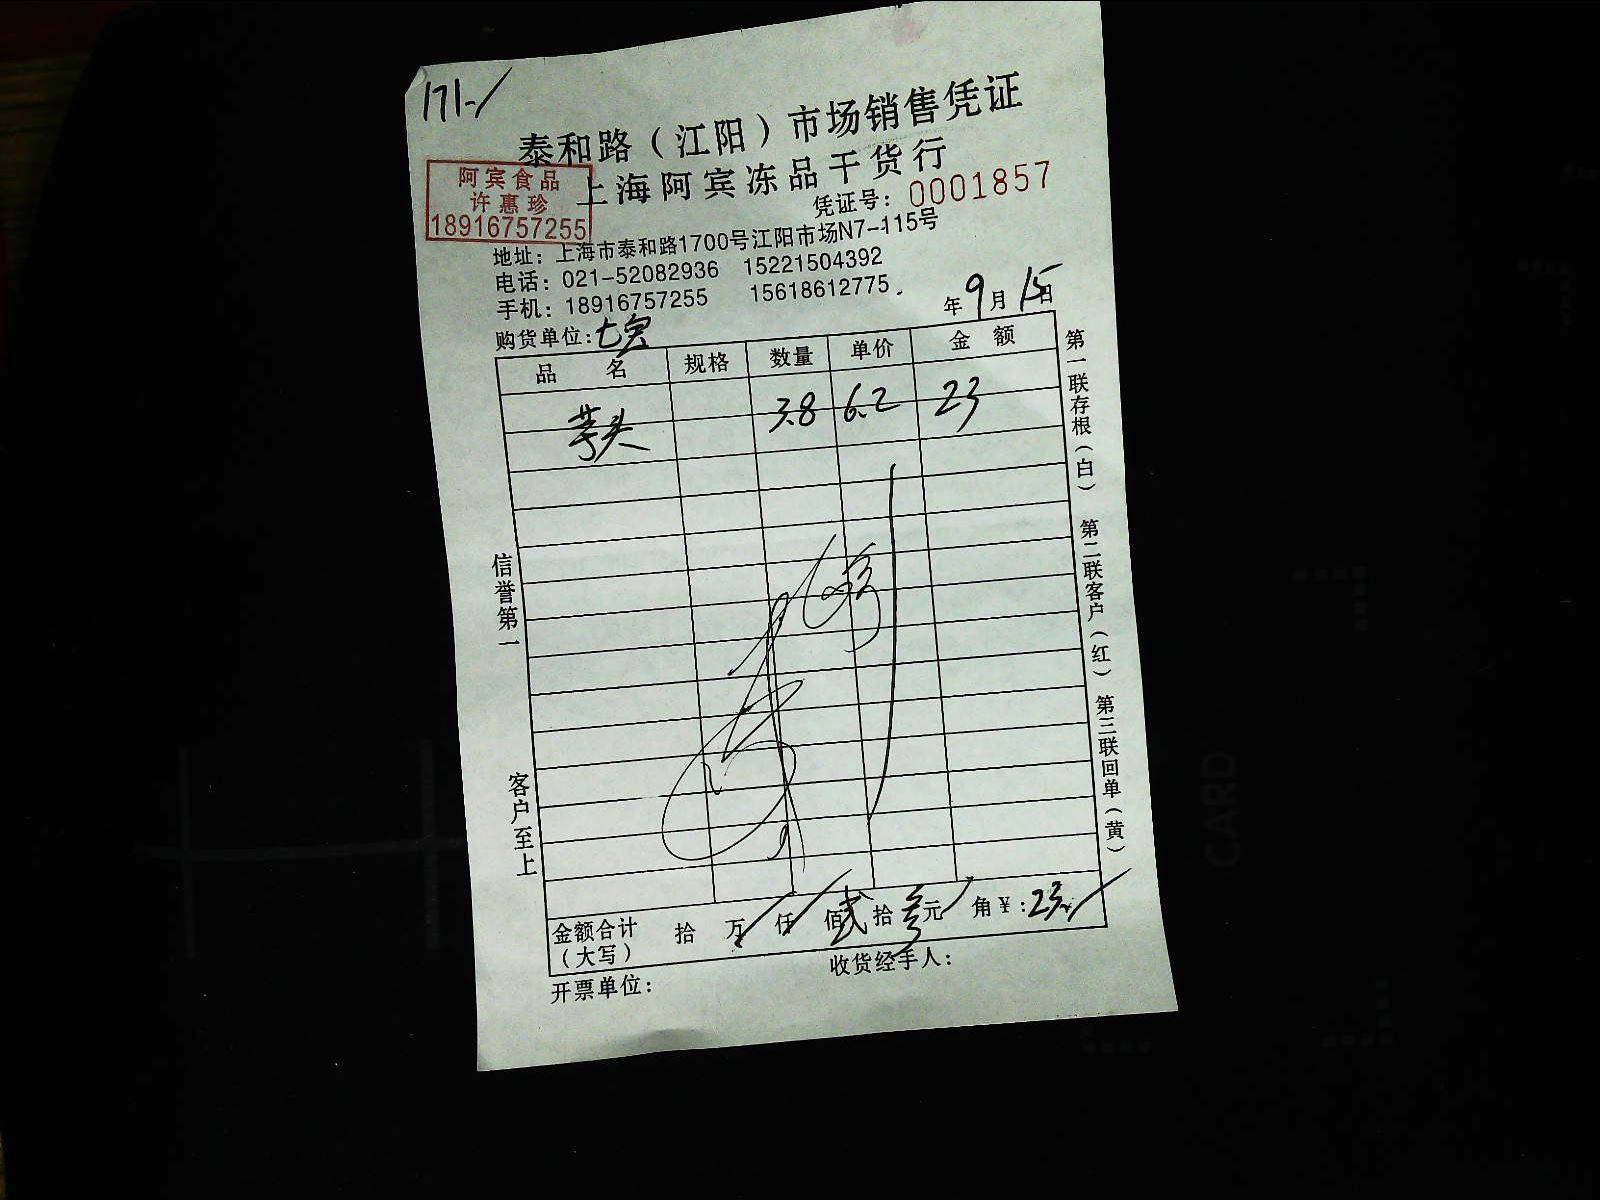 171-/
泰和路（江阳）市场销售凭证
上海阿宾冻品干货行
阿宾食品
许惠珍
18916757255
凭证号：0001857
地址：上海市泰和路1700号江阳市场N7-115号
电话：021-52082936 15221504392
手机：18916757255 15618612775
年9月15日
购货单位：七宝
品名 规格 数量 单价 金额
芋头 3.8 6.2 23
信誉第一
客户至上
第一联存根（白） 第二联客户（红） 第三联回单（黄）
金额合计（大写） 拾 万 仟 佰 贰拾叁元 角 ¥：23
开票单位： 收货经手人：